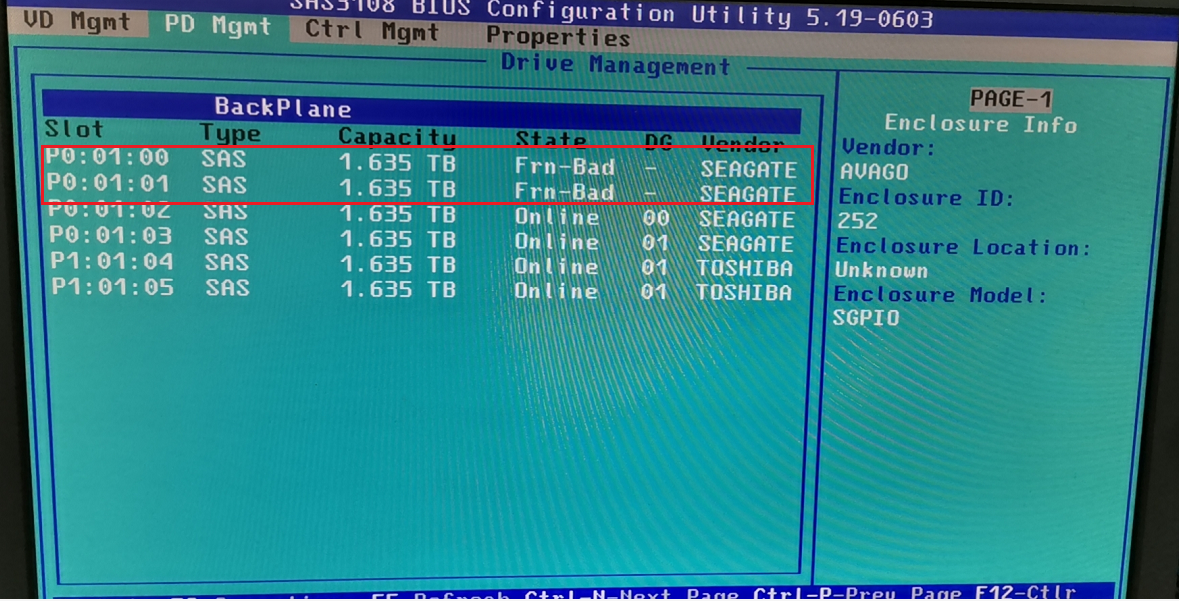 SAS3108 BIOS Configuration Utility 5.19-0603
VD Mgmt PD Mgmt Ctrl Mgmt Properties
Drive Management
BackPlane
Slot Type Capacity State DG Vendor
P0:01:00 SAS 1.635 TB Frn-Bad - SEAGATE
P0:01:01 SAS 1.635 TB Frn-Bad - SEAGATE
P0:01:02 SAS 1.635 TB Online 00 SEAGATE
P0:01:03 SAS 1.635 TB Online 01 SEAGATE
P1:01:04 SAS 1.635 TB Online 01 TOSHIBA
P1:01:05 SAS 1.635 TB Online 01 TOSHIBA
PAGE-1
Enclosure Info
Vendor:
AVAGO
Enclosure ID:
252
Enclosure Location:
Unknown
Enclosure Model:
SGPIO
F5-Refresh Ctrl-N-Next Page Ctrl-P-Prev Page F12-Ctlr